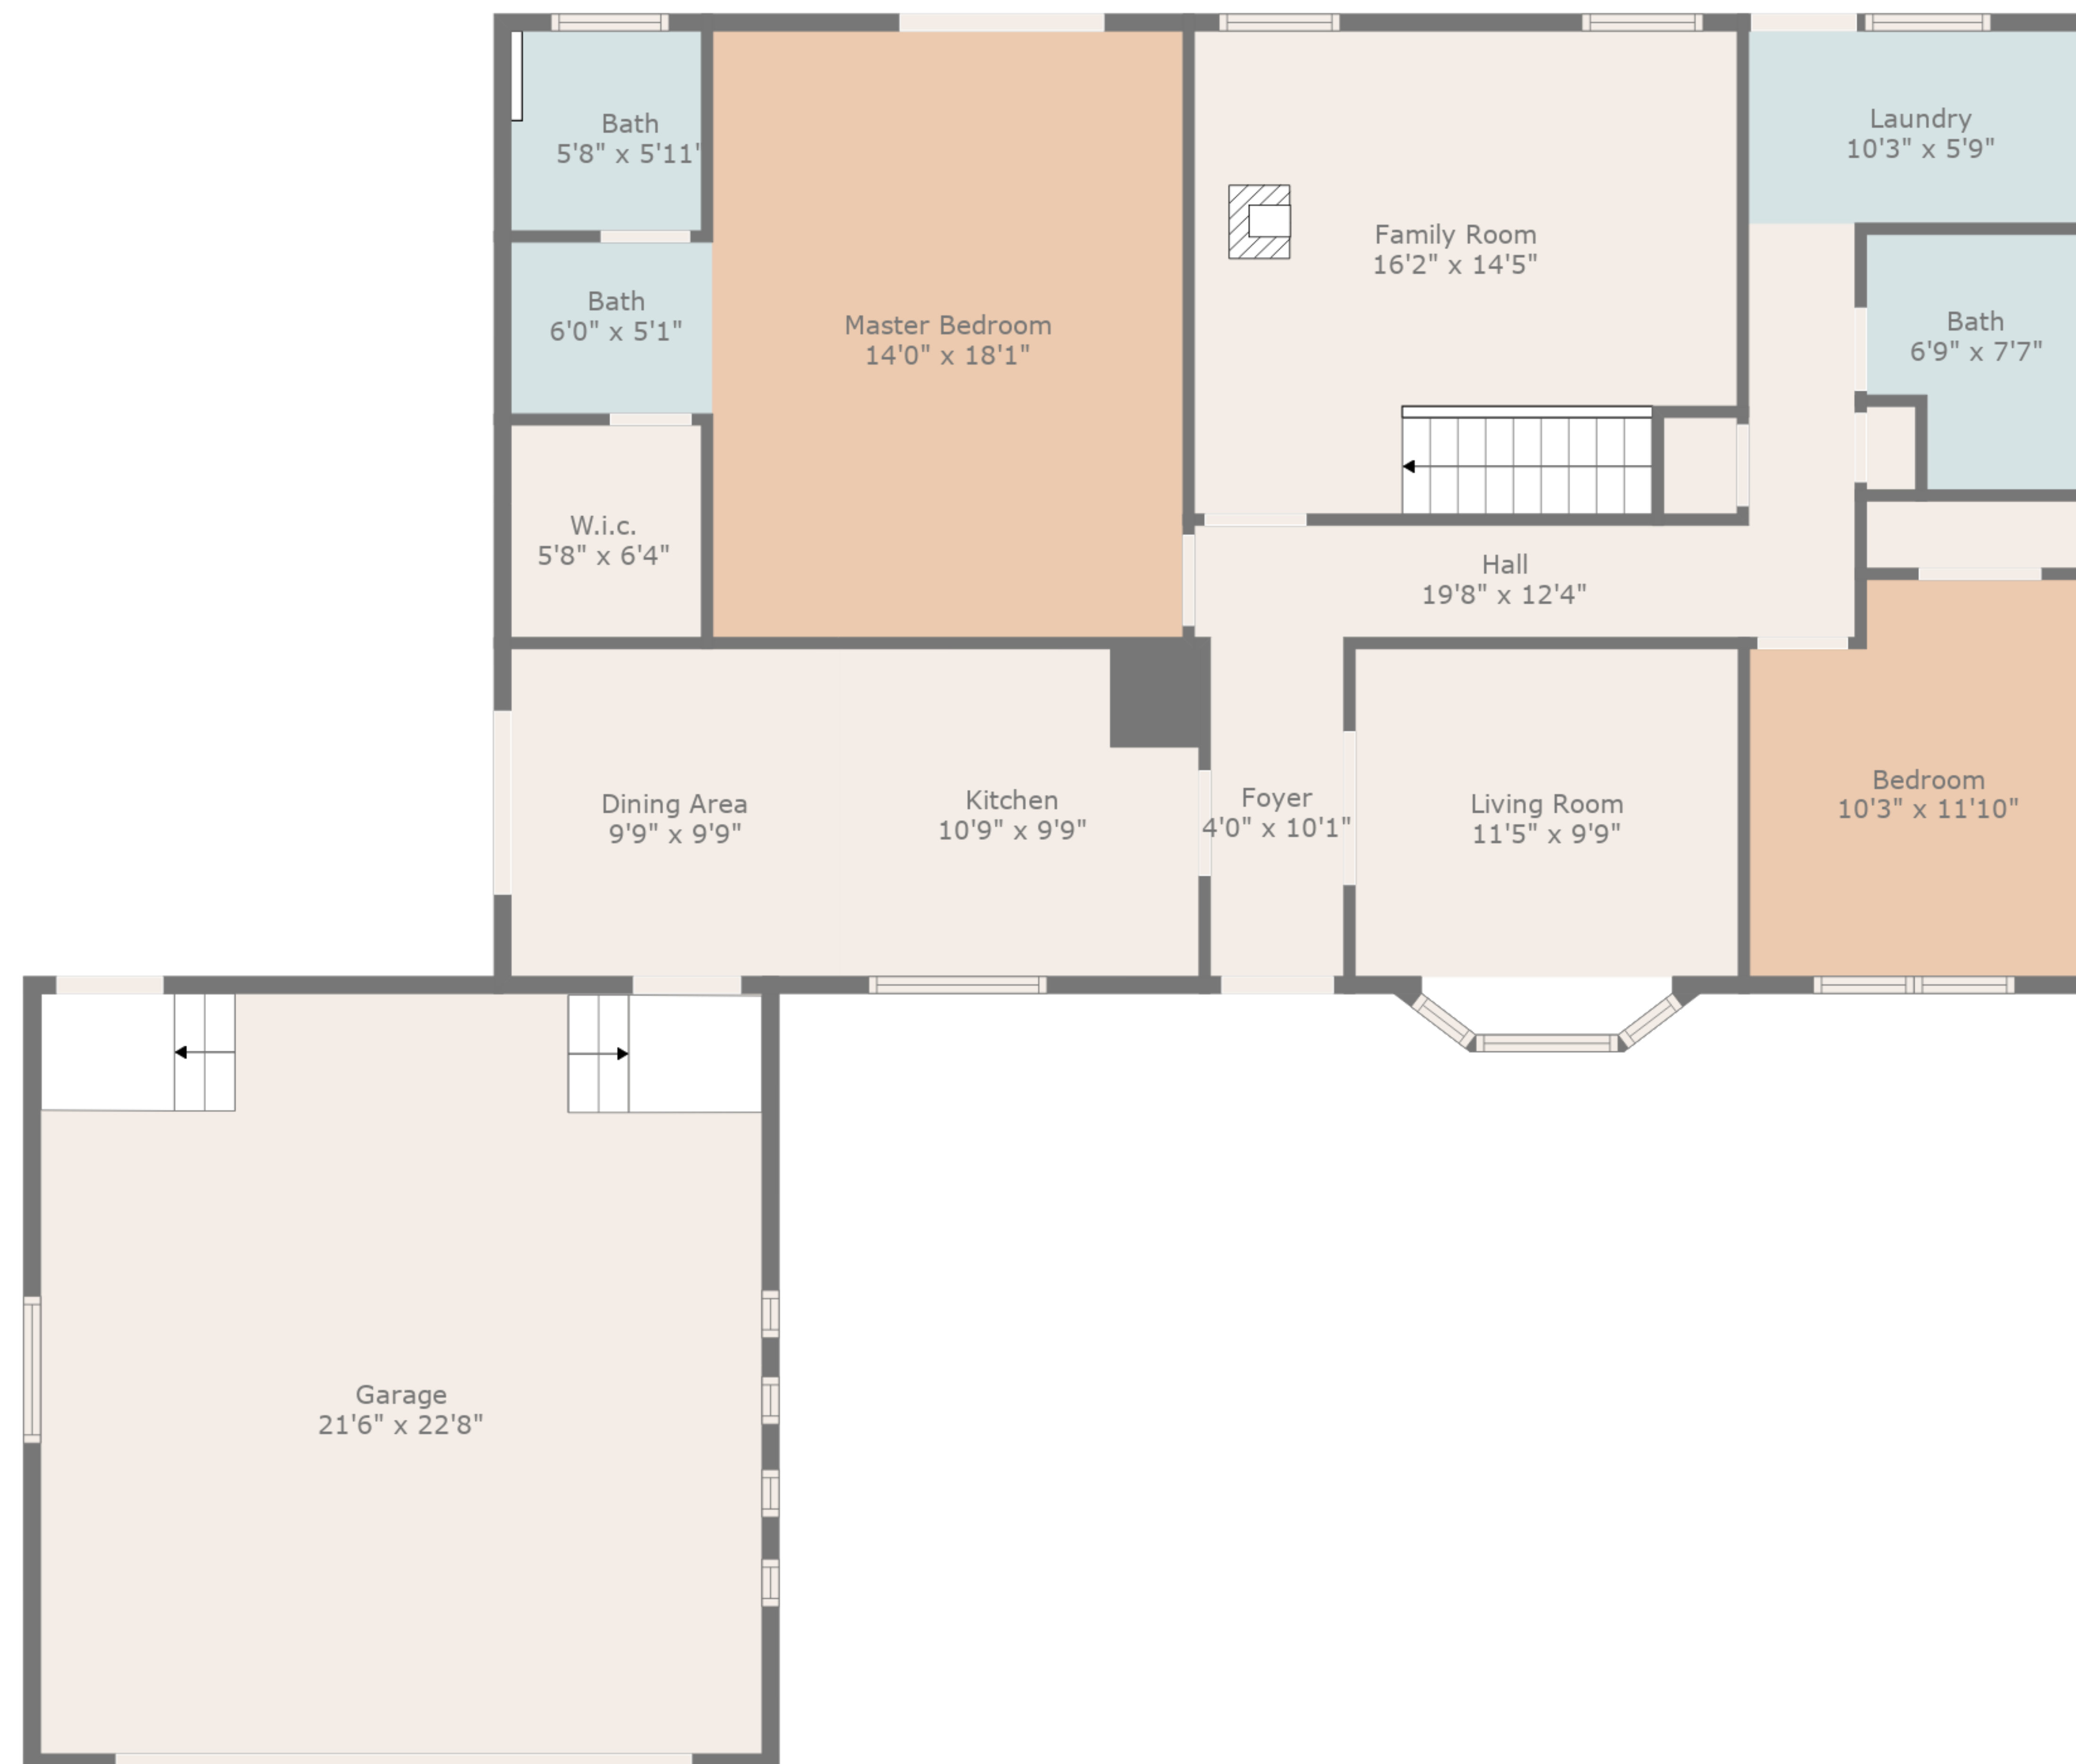 Bath
5'8" x 5'11"
Master Bedroom
14'0" x 18'1"
Family Room
16'2" x 14'5"
Laundry
10'3" x 5'9"
Bath
6'0" x 5'1"
Bath
6'9" x 7'7"
W.i.c.
5'8" x 6'4"
Hall
19'8" x 12'4"
Dining Area
9'9" x 9'9"
Kitchen
10'9" x 9'9"
Foyer
4'0" x 10'1"
Living Room
11'5" x 9'9"
Bedroom
10'3" x 11'10"
Garage
21'6" x 22'8"